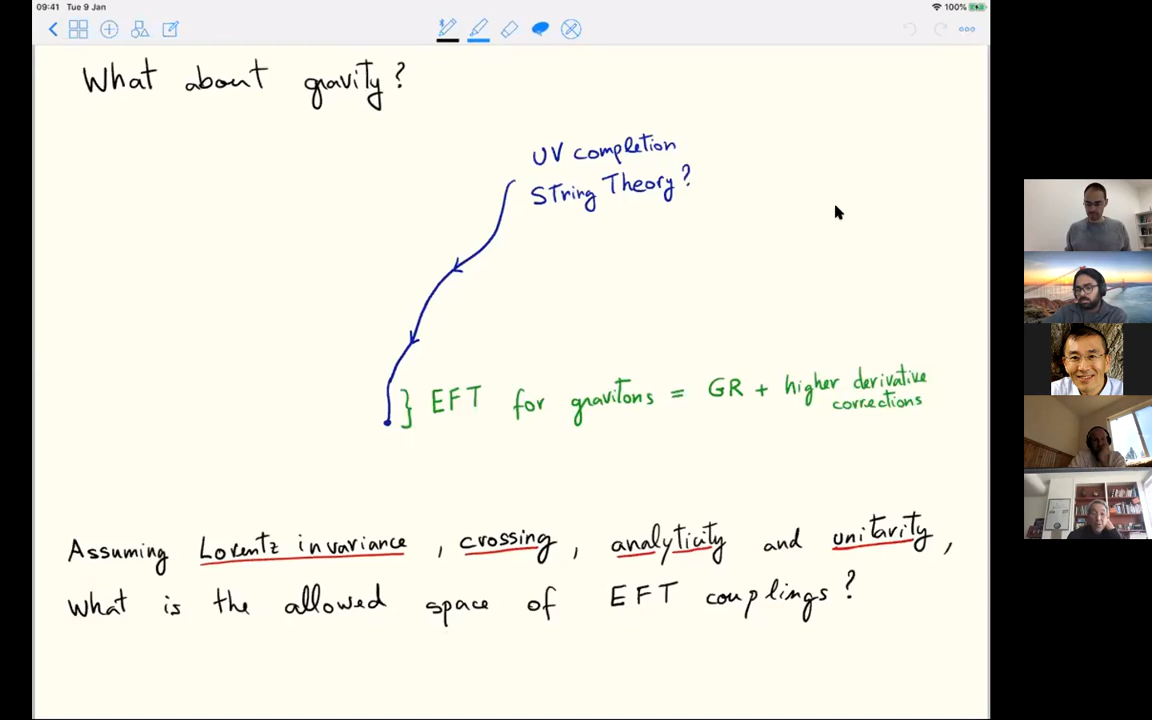 09:41 Tue 9 Jan
100%
What about gravity?
UV completion
String Theory?
} EFT for gravitons = GR + higher derivative
corrections
Assuming Lorentz invariance, crossing, analyticity and unitarity,
what is the allowed space of EFT couplings?